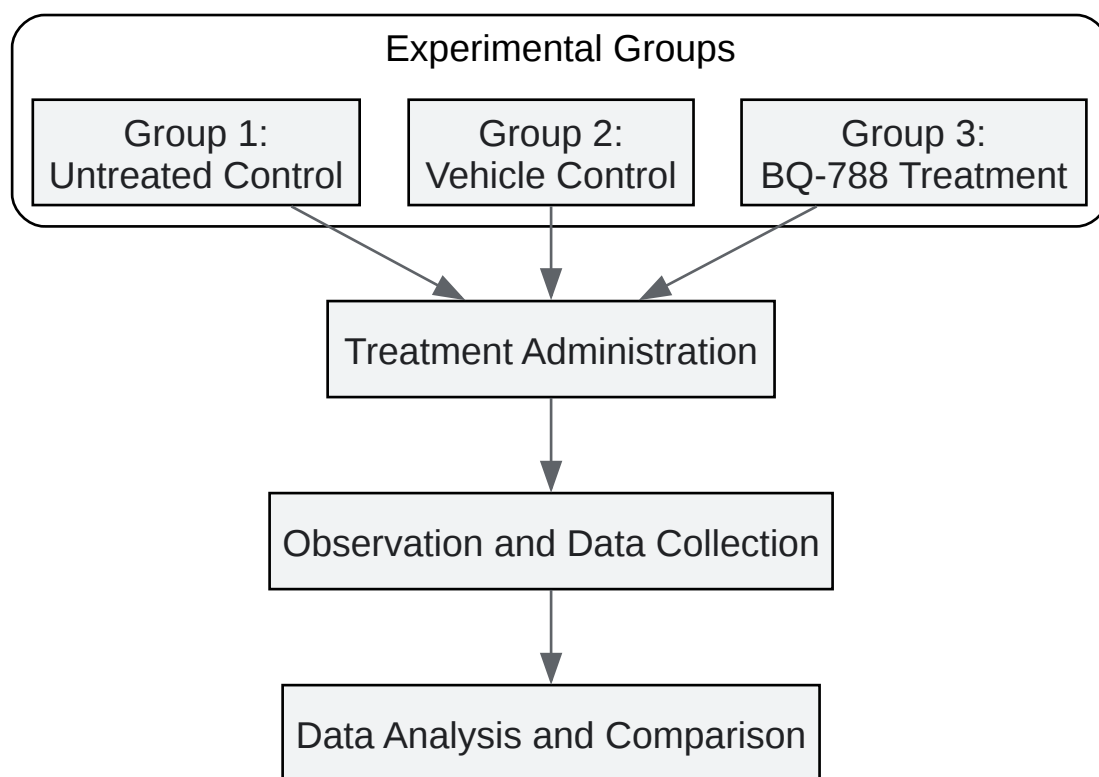 Experimental Groups
Group 1:
Untreated Control
Group 2:
Vehicle Control
Group 3:
BQ-788 Treatment
Treatment Administration
Observation and Data Collection
Data Analysis and Comparison